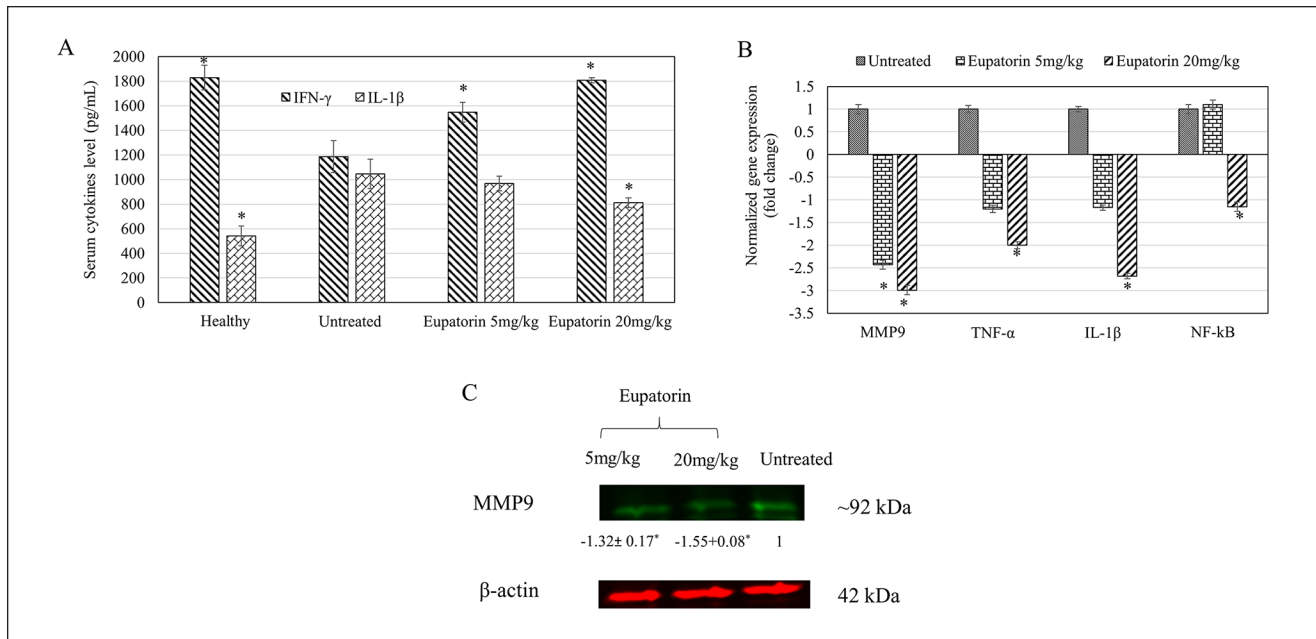 A
2000
1800
1600
1400
1200
1000
800
600
400
200
0
Serum cytokines level (pg/mL)
IFN-γ IL-1β
* * * * *
Healthy Untreated Eupatorin 5mg/kg Eupatorin 20mg/kg
B
Untreated Eupatorin 5mg/kg Eupatorin 20mg/kg
1.5
1
0.5
0
-0.5
-1
-1.5
-2
-2.5
-3
-3.5
Normalized gene expression
(fold change)
* * * * *
MMP9 TNF-α IL-1β NF-kB
C
Eupatorin
5mg/kg 20mg/kg Untreated
MMP9 ~92 kDa
-1.32± 0.17* -1.55+0.08* 1
β-actin 42 kDa